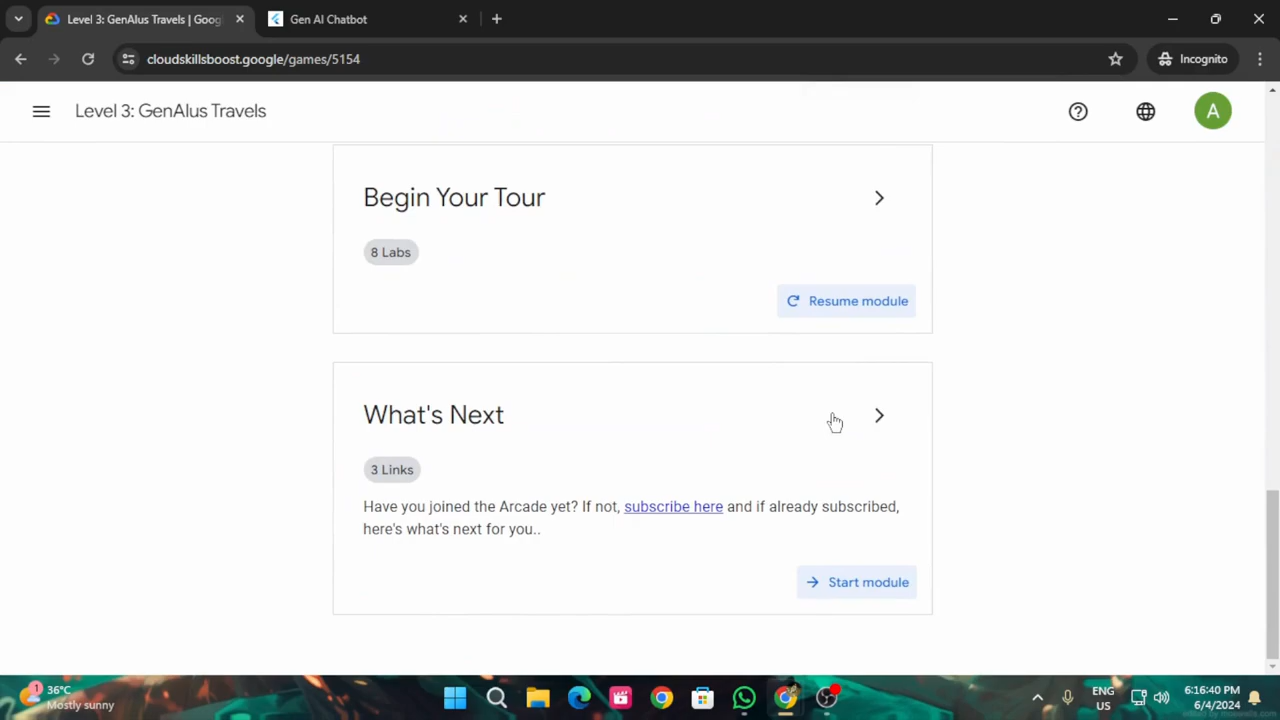 Level 3: GenAIus Travels | Goog
Gen AI Chatbot
cloudskillsboost.google/games/5154
Incognito
Level 3: GenAIus Travels
A
Begin Your Tour
8 Labs
Resume module
What's Next
3 Links
Have you joined the Arcade yet? If not, subscribe here and if already subscribed,
here's what's next for you..
Start module
1
36°C
Mostly sunny
ENG
US
6:16:40 PM
6/4/2024